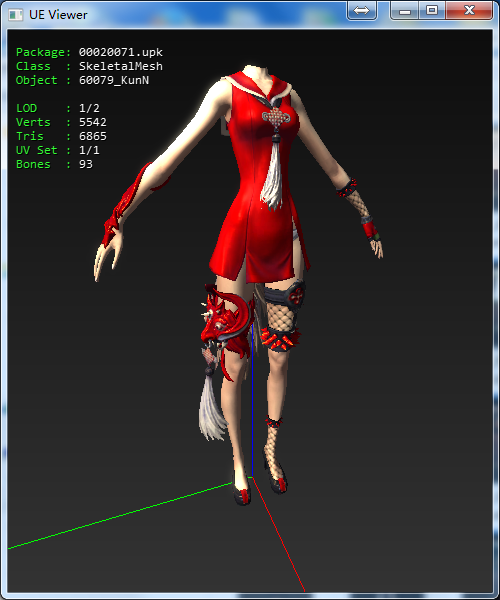 UE Viewer
Package: 00020071.upk
Class : SkeletalMesh
Object : 60079_KunN
LOD : 1/2
Verts : 5542
Tris : 6865
UV Set : 1/1
Bones : 93